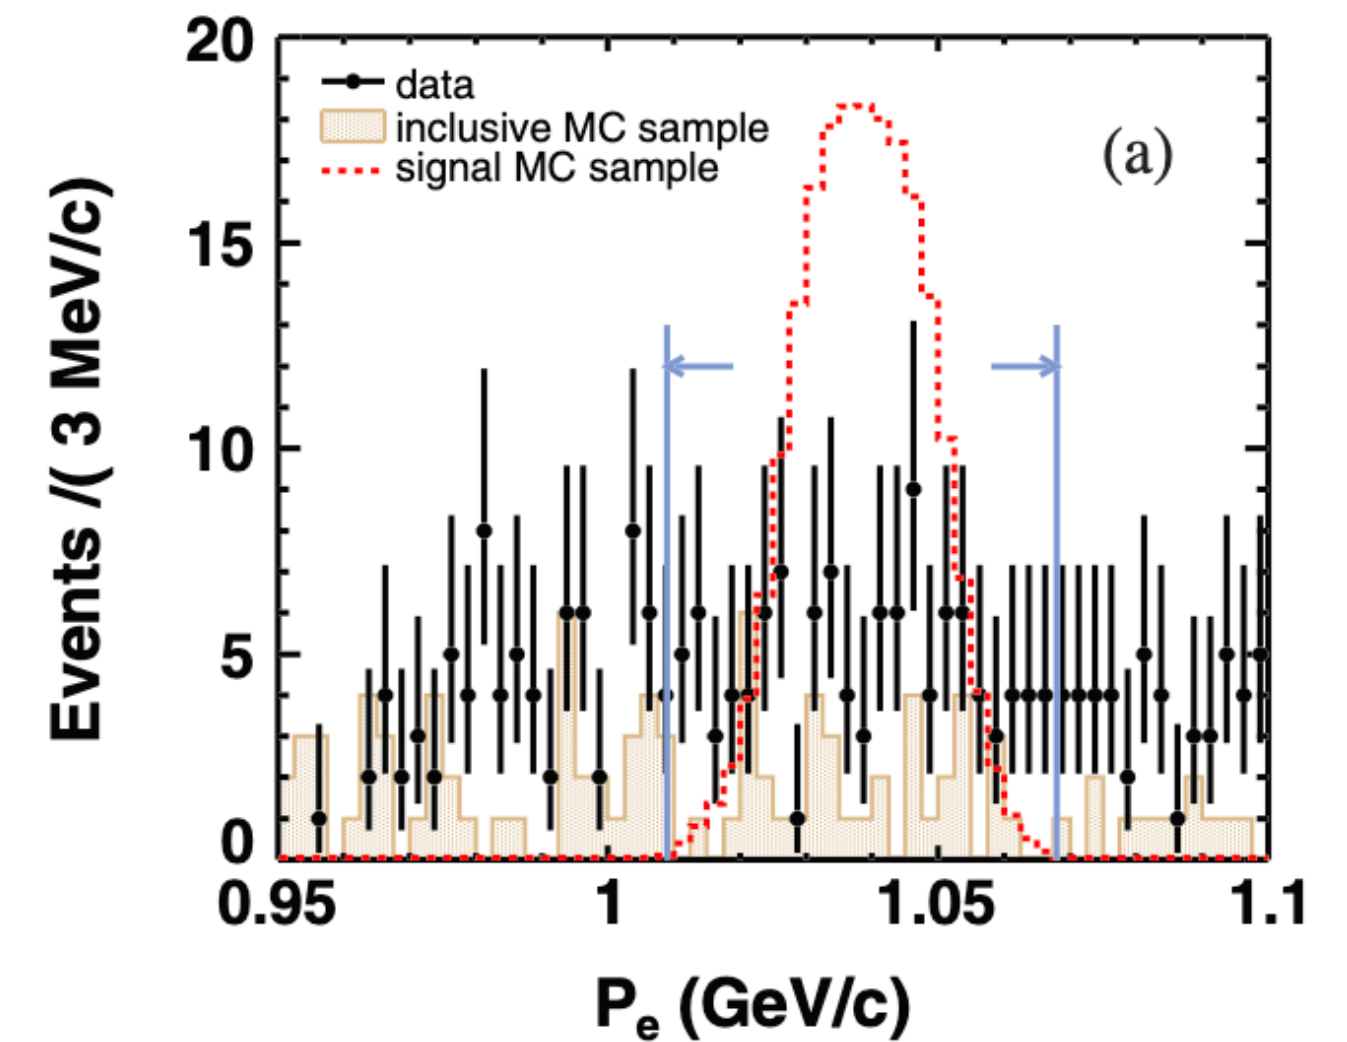 20
data
inclusive MC sample
signal MC sample
(a)
15
10
5
0
Events /( 3 MeV/c)
0.95
1
1.05
1.1
Pe (GeV/c)